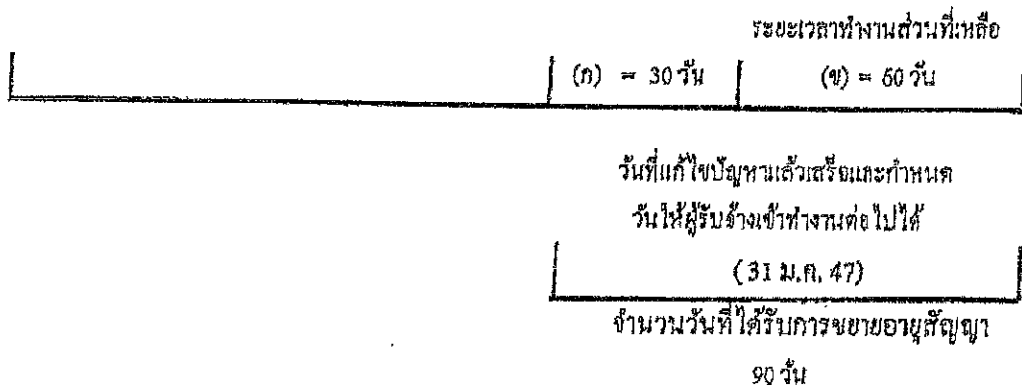 ระยะเวลาทำงานส่วนที่เหลือ
(ก) = 30 วัน (ข) = 60 วัน
วันที่แก้ไขปัญหาแล้วเสร็จและกำหนด
วันให้ผู้รับจ้างเข้าทำงานต่อไปได้
(31 ม.ค. 47)
จำนวนวันที่ได้รับการขยายอายุสัญญา
90 วัน